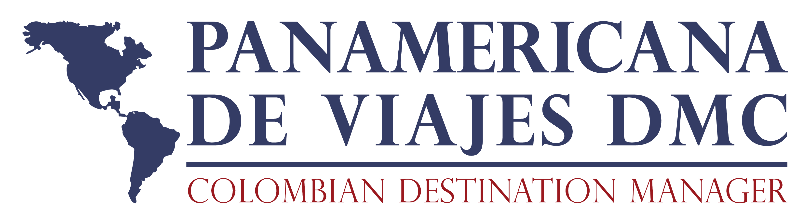 PANAMERICANA
DE VIAJES DMC
COLOMBIAN DESTINATION MANAGER